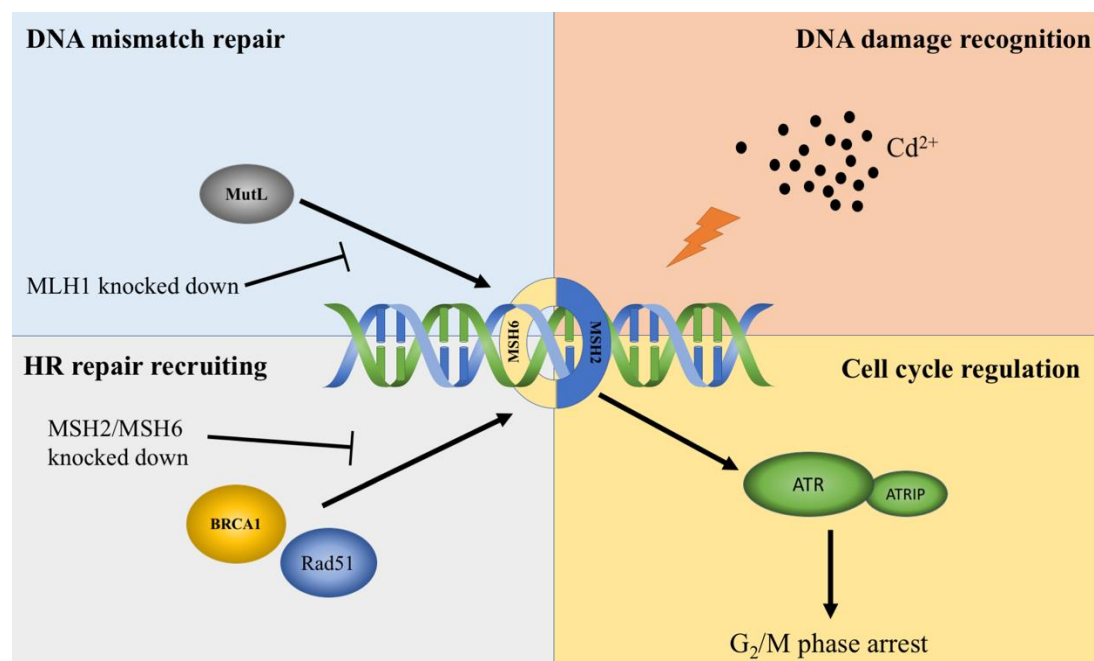 DNA mismatch repair
DNA damage recognition
Cd²⁺
MutL
MLH1 knocked down
MSH6
MSH2
HR repair recruiting
Cell cycle regulation
MSH2/MSH6
knocked down
BRCA1
Rad51
ATR
ATRIP
G₂/M phase arrest